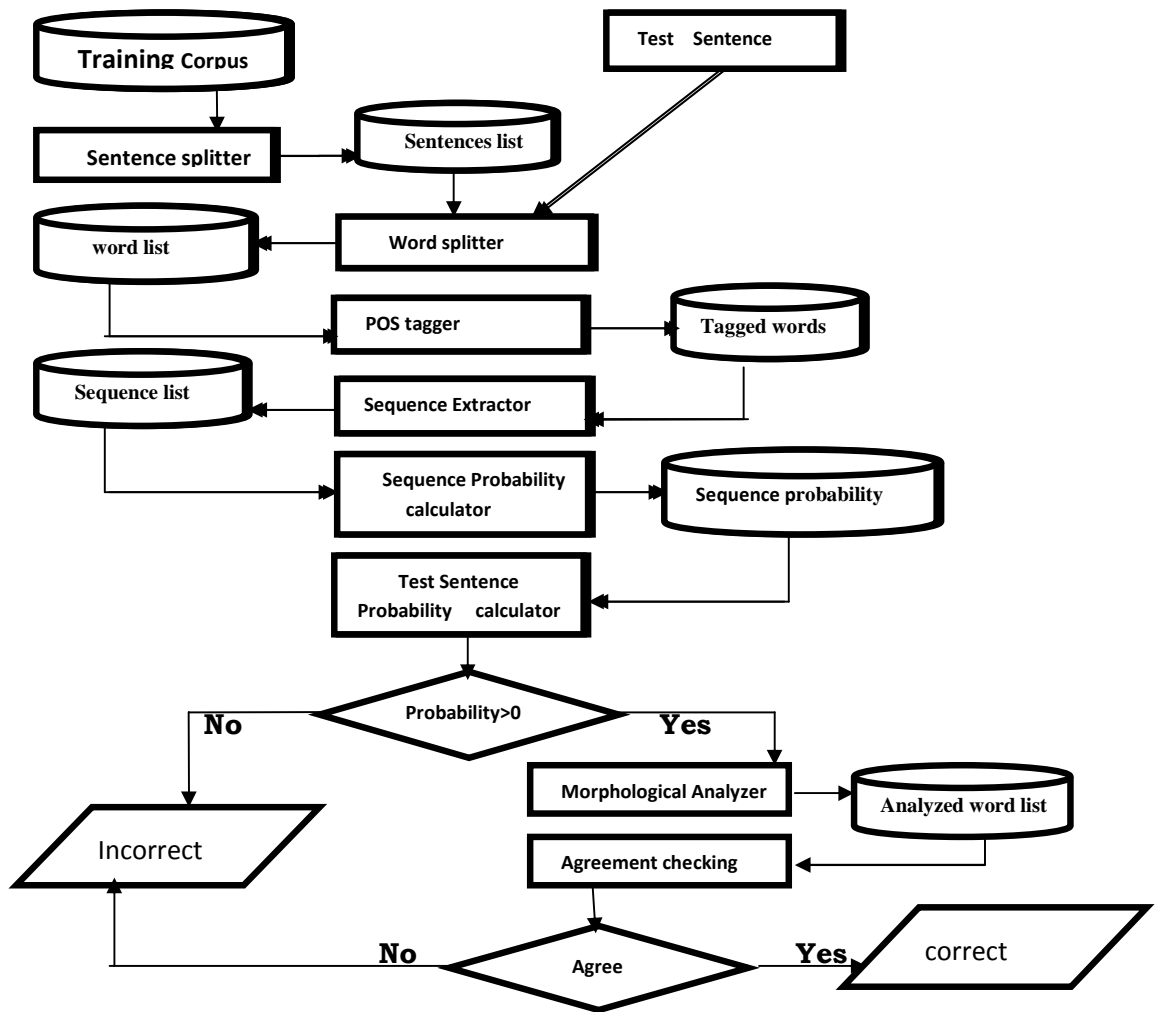 Training Corpus
Test Sentence
Sentences list
Sentence splitter
word list
Word splitter
POS tagger
Tagged words
Sequence list
Sequence Extractor
Sequence Probability
calculator
Sequence probability
Test Sentence
Probability calculator
Probability>0
No
Yes
Morphological Analyzer
Analyzed word list
Incorrect
Agreement checking
No
Agree
Yes
correct